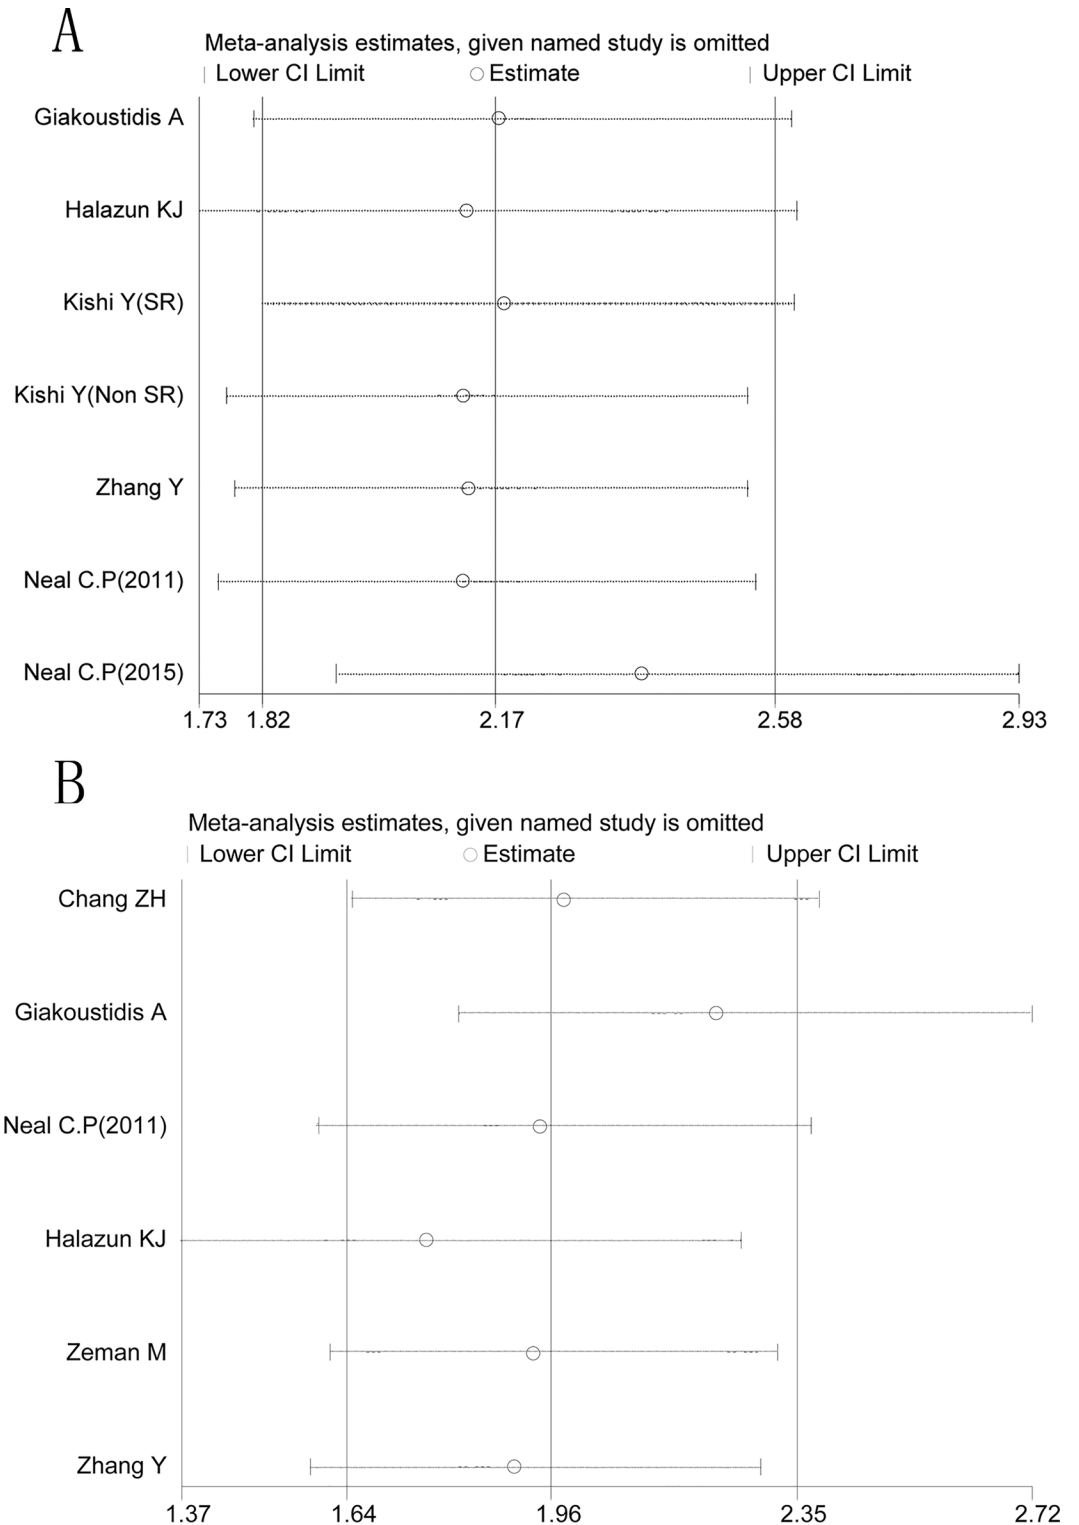 A
Meta-analysis estimates, given named study is omitted
Lower CI Limit Estimate Upper CI Limit
Giakoustidis A
Halazun KJ
Kishi Y(SR)
Kishi Y(Non SR)
Zhang Y
Neal C.P(2011)
Neal C.P(2015)
1.73 1.82 2.17 2.58 2.93
B
Meta-analysis estimates, given named study is omitted
Lower CI Limit Estimate Upper CI Limit
Chang ZH
Giakoustidis A
Neal C.P(2011)
Halazun KJ
Zeman M
Zhang Y
1.37 1.64 1.96 2.35 2.72